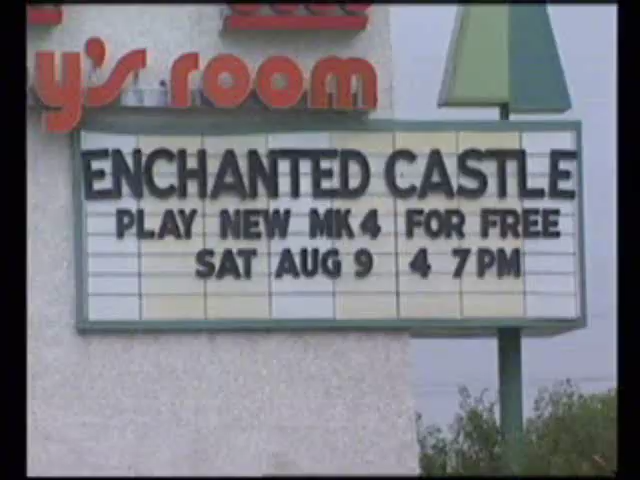 y's room
ENCHANTED CASTLE
PLAY NEW MK4 FOR FREE
SAT AUG 9 4 7PM